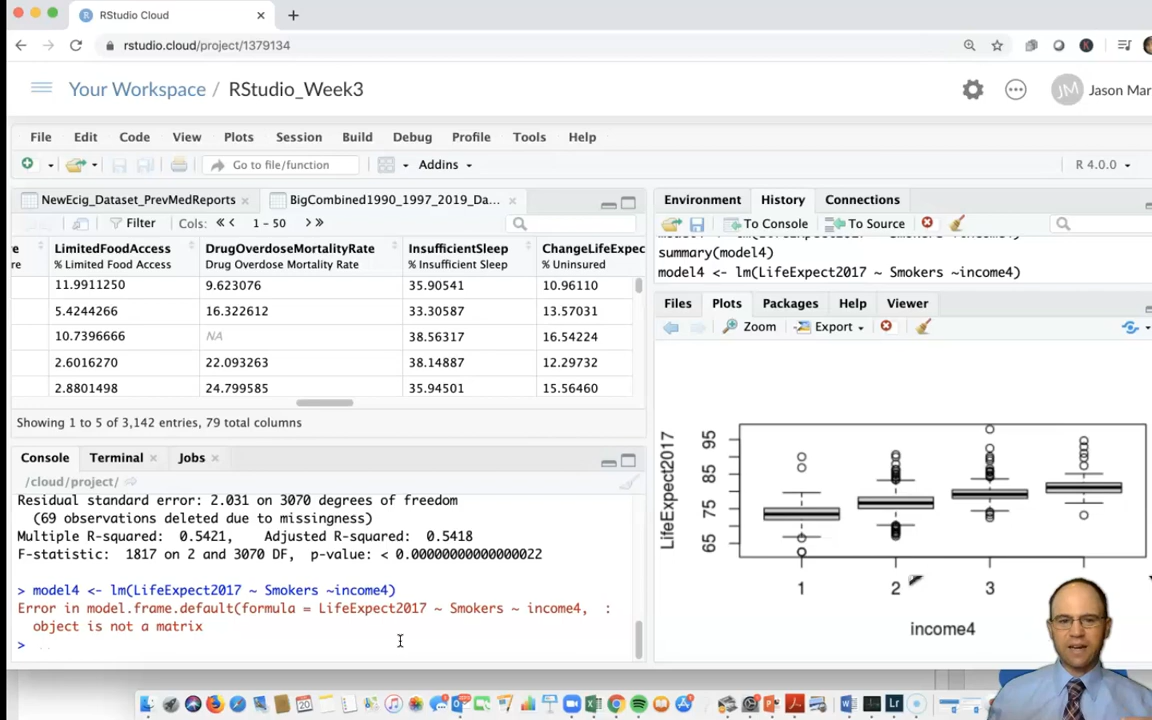 RStudio Cloud
rstudio.cloud/project/1379134
Your Workspace / RStudio_Week3
JM Jason Mar
File Edit Code View Plots Session Build Debug Profile Tools Help
Go to file/function Addins R 4.0.0
NewEcig_Dataset_PrevMedReports BigCombined1990_1997_2019_Da...
Filter Cols: 1 - 50
LimitedFoodAccess DrugOverdoseMortalityRate InsufficientSleep ChangeLifeExpec
% Limited Food Access Drug Overdose Mortality Rate % Insufficient Sleep % Uninsured
11.9911250 9.623076 35.90541 10.96110
5.4244266 16.322612 33.30587 13.57031
10.7396666 NA 38.56317 16.54224
2.6016270 22.093263 38.14887 12.29732
2.8801498 24.799585 35.94501 15.56460
Showing 1 to 5 of 3,142 entries, 79 total columns
Console Terminal Jobs
/cloud/project/
Residual standard error: 2.031 on 3070 degrees of freedom
(69 observations deleted due to missingness)
Multiple R-squared: 0.5421, Adjusted R-squared: 0.5418
F-statistic: 1817 on 2 and 3070 DF, p-value: < 0.00000000000000022
> model4 <- lm(LifeExpect2017 ~ Smokers ~income4)
Error in model.frame.default(formula = LifeExpect2017 ~ Smokers ~ income4, :
object is not a matrix
>
Environment History Connections
To Console To Source
summary(model4)
model4 <- lm(LifeExpect2017 ~ Smokers ~income4)
Files Plots Packages Help Viewer
Zoom Export
LifeExpect2017
95
85
75
65
1 2 3
income4
20
Lr